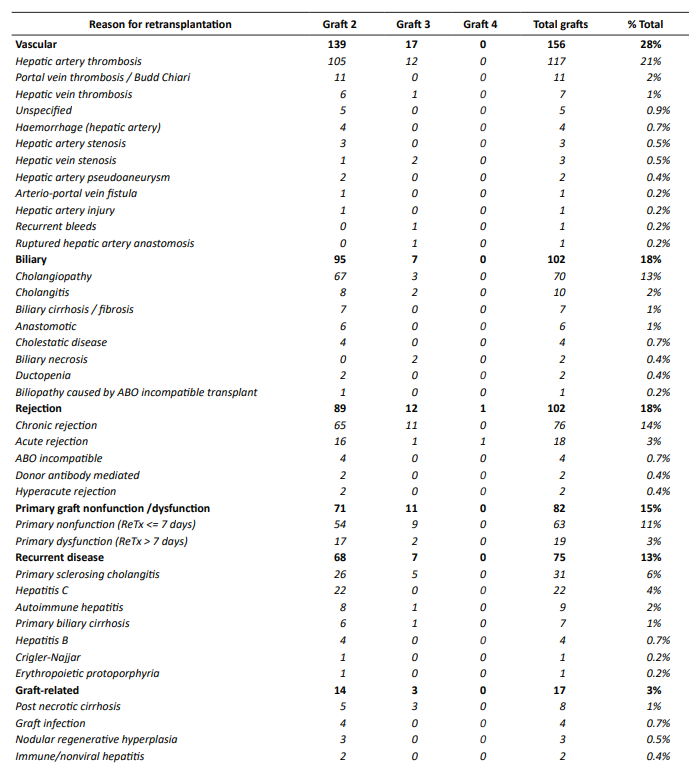 Reason for retransplantation Graft 2 Graft 3 Graft 4 Total grafts % Total
Vascular 139 17 0 156 28%
Hepatic artery thrombosis 105 12 0 117 21%
Portal vein thrombosis / Budd Chiari 11 0 0 11 2%
Hepatic vein thrombosis 6 1 0 7 1%
Unspecified 5 0 0 5 0.9%
Haemorrhage (hepatic artery) 4 0 0 4 0.7%
Hepatic artery stenosis 3 0 0 3 0.5%
Hepatic vein stenosis 1 2 0 3 0.5%
Hepatic artery pseudoaneurysm 2 0 0 2 0.4%
Arterio-portal vein fistula 1 0 0 1 0.2%
Hepatic artery injury 1 0 0 1 0.2%
Recurrent bleeds 0 1 0 1 0.2%
Ruptured hepatic artery anastomosis 0 1 0 1 0.2%
Biliary 95 7 0 102 18%
Cholangiopathy 67 3 0 70 13%
Cholangitis 8 2 0 10 2%
Biliary cirrhosis / fibrosis 7 0 0 7 1%
Anastomotic 6 0 0 6 1%
Cholestatic disease 4 0 0 4 0.7%
Biliary necrosis 0 2 0 2 0.4%
Ductopenia 2 0 0 2 0.4%
Biliopathy caused by ABO incompatible transplant 1 0 0 1 0.2%
Rejection 89 12 1 102 18%
Chronic rejection 65 11 0 76 14%
Acute rejection 16 1 1 18 3%
ABO incompatible 4 0 0 4 0.7%
Donor antibody mediated 2 0 0 2 0.4%
Hyperacute rejection 2 0 0 2 0.4%
Primary graft nonfunction /dysfunction 71 11 0 82 15%
Primary nonfunction (ReTx <= 7 days) 54 9 0 63 11%
Primary dysfunction (ReTx > 7 days) 17 2 0 19 3%
Recurrent disease 68 7 0 75 13%
Primary sclerosing cholangitis 26 5 0 31 6%
Hepatitis C 22 0 0 22 4%
Autoimmune hepatitis 8 1 0 9 2%
Primary biliary cirrhosis 6 1 0 7 1%
Hepatitis B 4 0 0 4 0.7%
Crigler-Najjar 1 0 0 1 0.2%
Erythropoietic protoporphyria 1 0 0 1 0.2%
Graft-related 14 3 0 17 3%
Post necrotic cirrhosis 5 3 0 8 1%
Graft infection 4 0 0 4 0.7%
Nodular regenerative hyperplasia 3 0 0 3 0.5%
Immune/nonviral hepatitis 2 0 0 2 0.4%